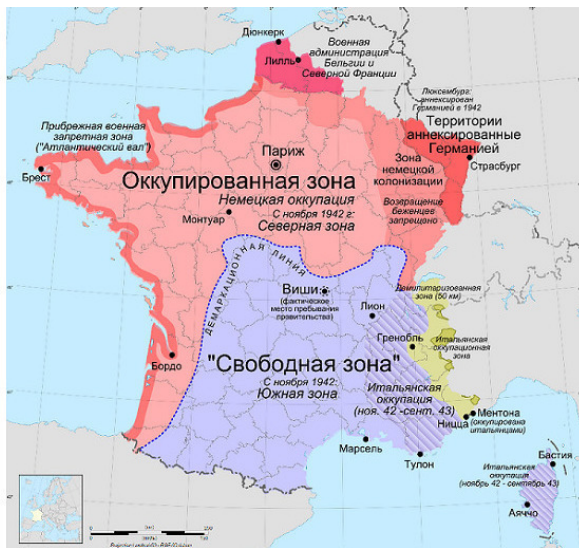 Дюнкерк
Лилль
Военная
администрация
Бельгии и
Северной Франции
Люксембург: аннексирован
Германией в 1942
Территории
аннексированные
Германией
Страсбург
Прибрежная военная
запретная зона
("Атлантический вал")
Брест
Париж
Зона
немецкой
колонизации
Возвращение
беженцев
запрещено
Оккупированная зона
Немецкая оккупация
С ноября 1942 г:
Северная зона
Монтуар
ДЕМАРКАЦИОННАЯ ЛИНИЯ
Виши
(фактическое
место пребывания
правительства)
Лион
Демилитаризованная
зона (50 км)
Гренобль
Итальянская
оккупационная
зона
"Свободная зона"
С ноября 1942:
Южная зона
Бордо
Итальянская
оккупация
(ноя. 42 -сент. 43)
Ментона
(оккупирована
итальянцами)
Ницца
Марсель
Тулон
Бастия
Итальянская
оккупация
(ноябрь 42 - сентябрь 43)
Аяччо